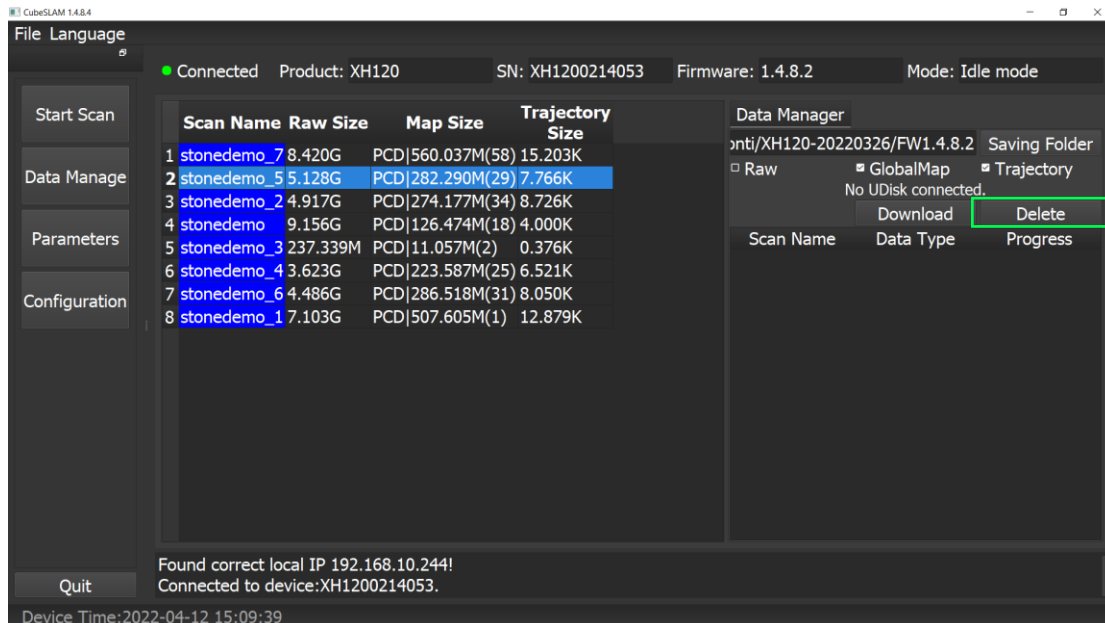 CubeSLAM 1.4.8.4
File Language
Connected Product: XH120 SN: XH1200214053 Firmware: 1.4.8.2 Mode: Idle mode
Start Scan
Data Manage
Parameters
Configuration
Quit
Scan Name Raw Size Map Size Trajectory Size
1 stonedemo_7 8.420G PCD|560.037M(58) 15.203K
2 stonedemo_5 5.128G PCD|282.290M(29) 7.766K
3 stonedemo_2 4.917G PCD|274.177M(34) 8.726K
4 stonedemo 9.156G PCD|126.474M(18) 4.000K
5 stonedemo_3 237.339M PCD|11.057M(2) 0.376K
6 stonedemo_4 3.623G PCD|223.587M(25) 6.521K
7 stonedemo_6 4.486G PCD|286.518M(31) 8.050K
8 stonedemo_1 7.103G PCD|507.605M(1) 12.879K
Data Manager
onti/XH120-20220326/FW1.4.8.2 Saving Folder
Raw GlobalMap Trajectory
No UDisk connected.
Download Delete
Scan Name Data Type Progress
Found correct local IP 192.168.10.244!
Connected to device:XH1200214053.
Device Time:2022-04-12 15:09:39